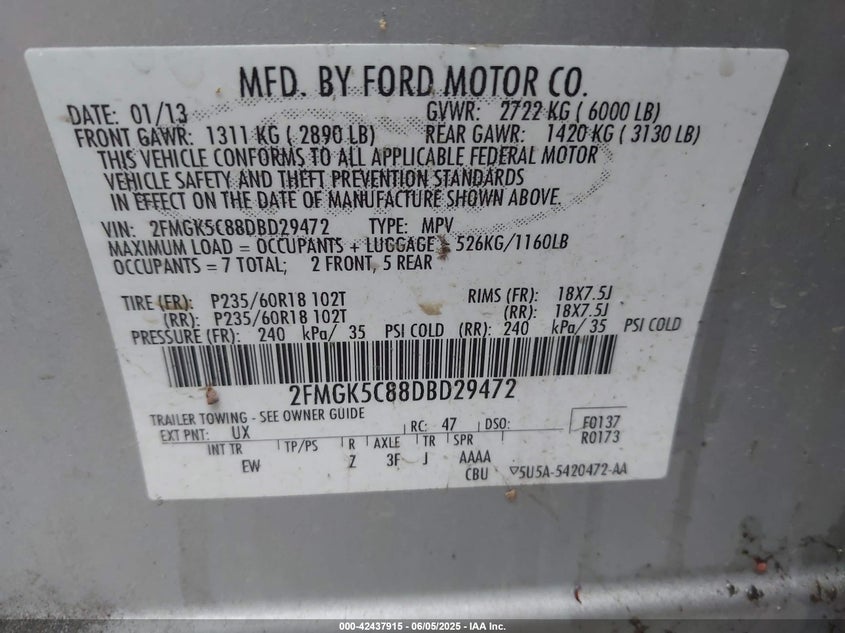 MFD. BY FORD MOTOR CO.
DATE: 01/13 GVWR: 2722 KG ( 6000 LB)
FRONT GAWR: 1311 KG ( 2890 LB) REAR GAWR: 1420 KG ( 3130 LB)
THIS VEHICLE CONFORMS TO ALL APPLICABLE FEDERAL MOTOR
VEHICLE SAFETY AND THEFT PREVENTION STANDARDS
IN EFFECT ON THE DATE OF MANUFACTURE SHOWN ABOVE.
VIN: 2FMGK5C88DBD29472 TYPE: MPV
MAXIMUM LOAD = OCCUPANTS + LUGGAGE = 526KG/1160LB
OCCUPANTS = 7 TOTAL; 2 FRONT, 5 REAR
TIRE (FR): P235/60R18 102T RIMS (FR): 18X7.5J
(RR): P235/60R18 102T (RR): 18X7.5J
PRESSURE (FR): 240 kPa/ 35 PSI COLD (RR): 240 kPa/ 35 PSI COLD
2FMGK5C88DBD29472
TRAILER TOWING - SEE OWNER GUIDE
EXT PNT: UX RC: 47 DSO: F0137
R0173
INT TR TP/PS R AXLE TR SPR
EW Z 3F J AAAA
CBU ▽5U5A-5420472-AA
000-42437915 - 06/05/2025 - IAA Inc.